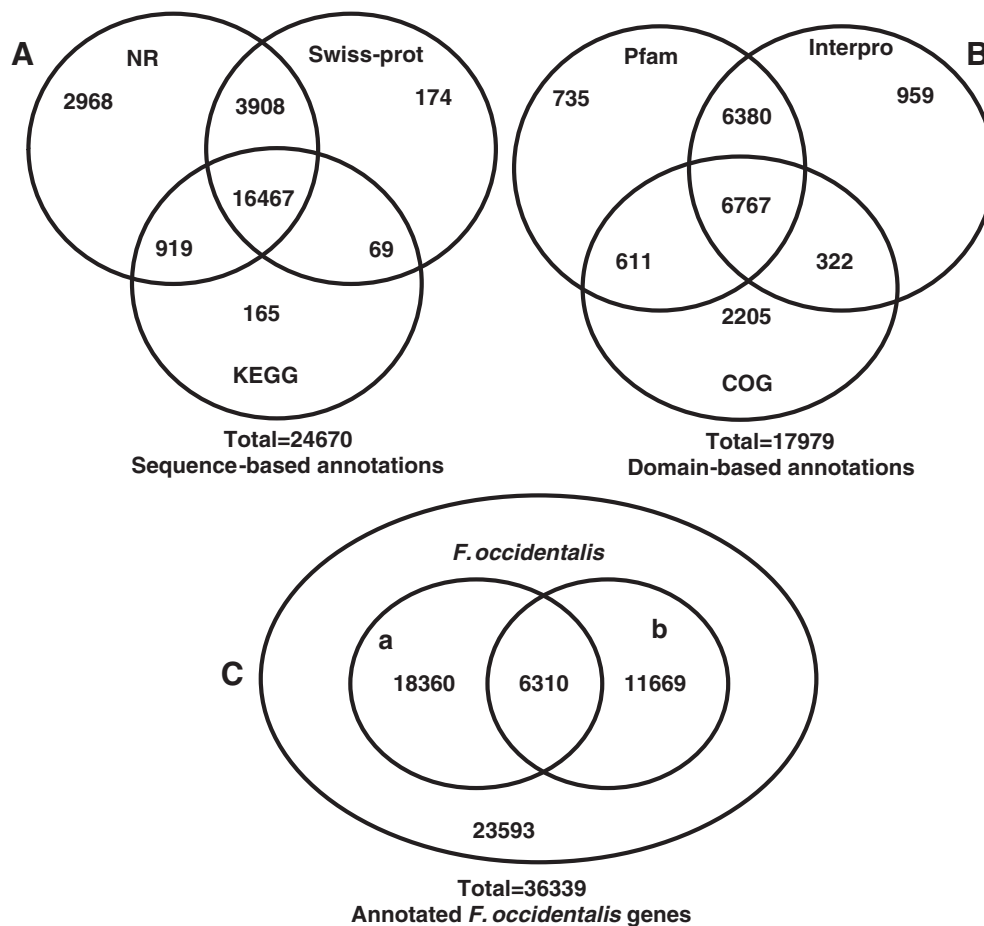 A
NR
Swiss-prot
2968
3908
174
16467
919
69
165
KEGG
Total=24670
Sequence-based annotations
B
Pfam
Interpro
735
6380
959
6767
611
322
2205
COG
Total=17979
Domain-based annotations
C
F. occidentalis
a
b
18360
6310
11669
23593
Total=36339
Annotated F. occidentalis genes